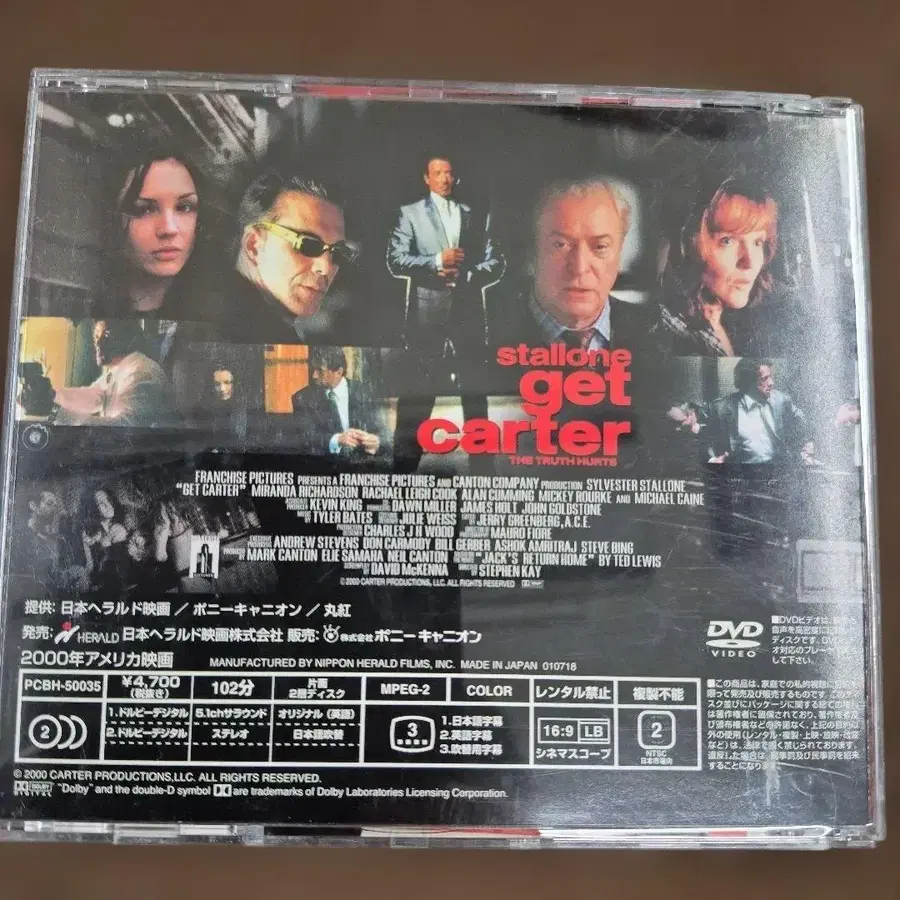 stallone
get
carter
THE TRUTH HURTS
FRANCHISE PICTURES PRESENTS A FRANCHISE PICTURES AND CANTON COMPANY PRODUCTION SYLVESTER STALLONE
"GET CARTER" MIRANDA RICHARDSON RACHAEL LEIGH COOK ALAN CUMMING MICKEY ROURKE AND MICHAEL CAINE
KEVIN KING DAWN MILLER JAMES HOLT JOHN GOLDSTONE
TYLER BATES JULIE WEISS JERRY GREENBERG, A.C.E.
CHARLES J.H. WOOD MAURO FIORE
ANDREW STEVENS DON CARMODY BILL GERBER ASHOK AMRITRAJ STEVE BING
MARK CANTON ELIE SAMAHA NEIL CANTON "JACK'S RETURN HOME" BY TED LEWIS
DAVID McKENNA STEPHEN KAY
© 2000 CARTER PRODUCTIONS, LLC. ALL RIGHTS RESERVED
提供: 日本ヘラルド映画 / ポニーキャニオン / 丸紅
発売: HERALD 日本ヘラルド映画株式会社 販売: 株式会社 ポニーキャニオン
2000年アメリカ映画 MANUFACTURED BY NIPPON HERALD FILMS, INC. MADE IN JAPAN 010718
DVD
VIDEO
PCBH-50035 ¥4,700 (税抜き) 102分 片面 2層ディスク MPEG-2 COLOR レンタル禁止 複製不能
2 1.ドルビーデジタル 5.1chサラウンド オリジナル(英語)
2.ドルビーデジタル ステレオ 日本語吹替
3 1.日本語字幕
2.英語字幕
3.吹替用字幕
16:9 LB
シネマスコープ
2
NTSC
日本市場向
© 2000 CARTER PRODUCTIONS,LLC. ALL RIGHTS RESERVED.
DOLBY DIGITAL "Dolby" and the double-D symbol are trademarks of Dolby Laboratories Licensing Corporation.